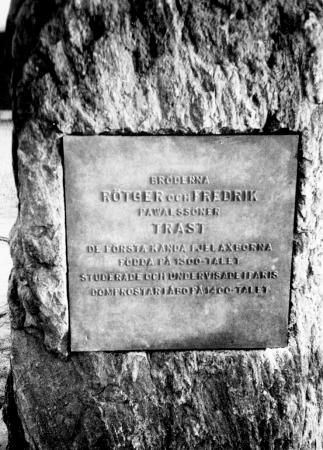 BRÖDERNA
RÖTGER OCH FREDRIK
PAWALSSÖNER
TRAST
DE FÖRSTA KÄNDA PJELAXBORNA
FÖDDA PÅ 1300-TALET
STUDERADE OCH UNDERVISADE I PARIS
DOMPROSTAR I ÅBO PÅ 1400-TALET